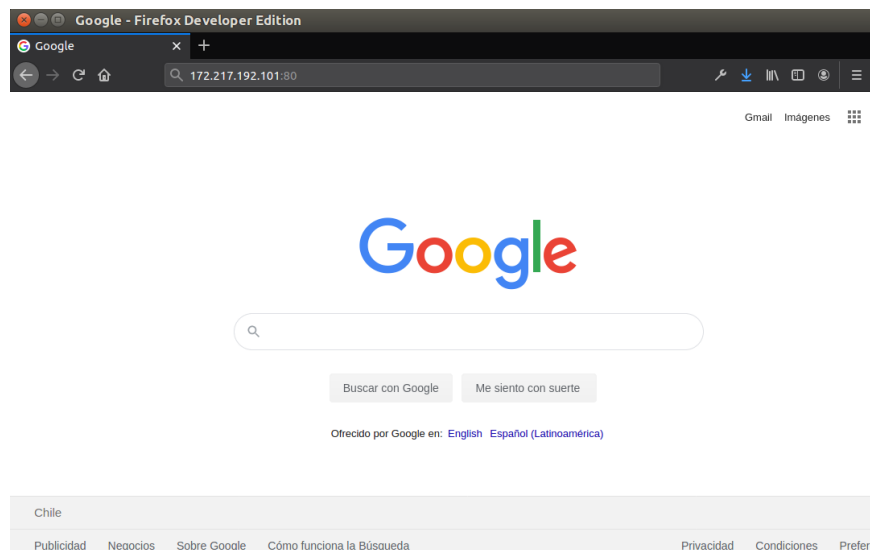 Google - Firefox Developer Edition
Google
172.217.192.101:80
Gmail Imágenes
Google
Buscar con Google Me siento con suerte
Ofrecido por Google en: English Español (Latinoamérica)
Chile
Publicidad Negocios Sobre Google Cómo funciona la Búsqueda Privacidad Condiciones Prefer